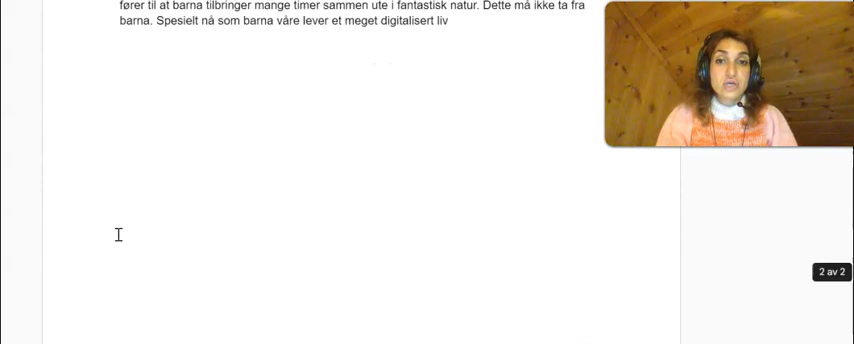 fører til at barna tilbringer mange timer sammen ute i fantastisk natur. Dette må ikke ta fra
barna. Spesielt nå som barna våre lever et meget digitalisert liv
2 av 2